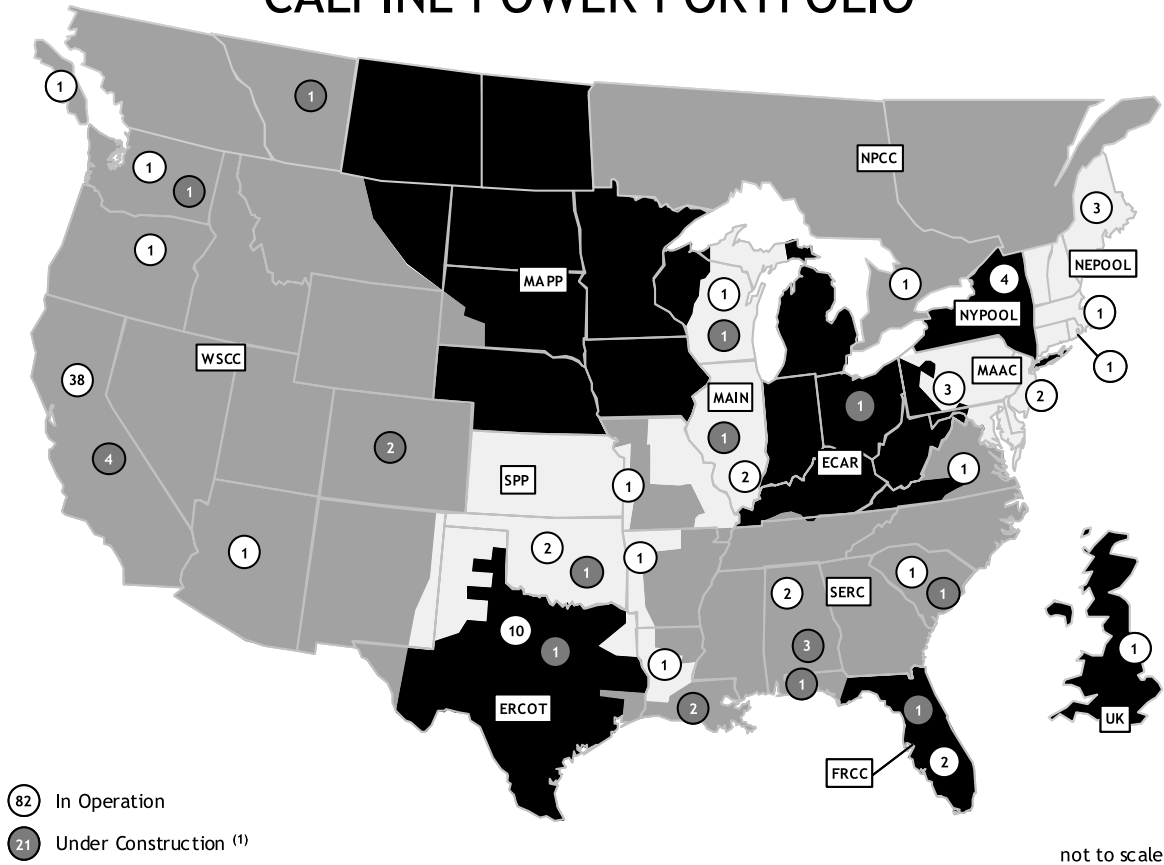 CALPINE POWER PORTFOLIO
1
1
NPCC
1
1
3
NEPOOL
1
MAPP
1
1
4
NYPOOL
1
1
1
WSCC
38
MAIN
MAAC
3
2
1
1
4
2
1
2
ECAR
1
SPP
1
1
2
1
1
2
SERC
1
1
10
1
3
1
1
1
ERCOT
2
1
UK
FRCC
2
82 In Operation
21 Under Construction (1)
not to scale